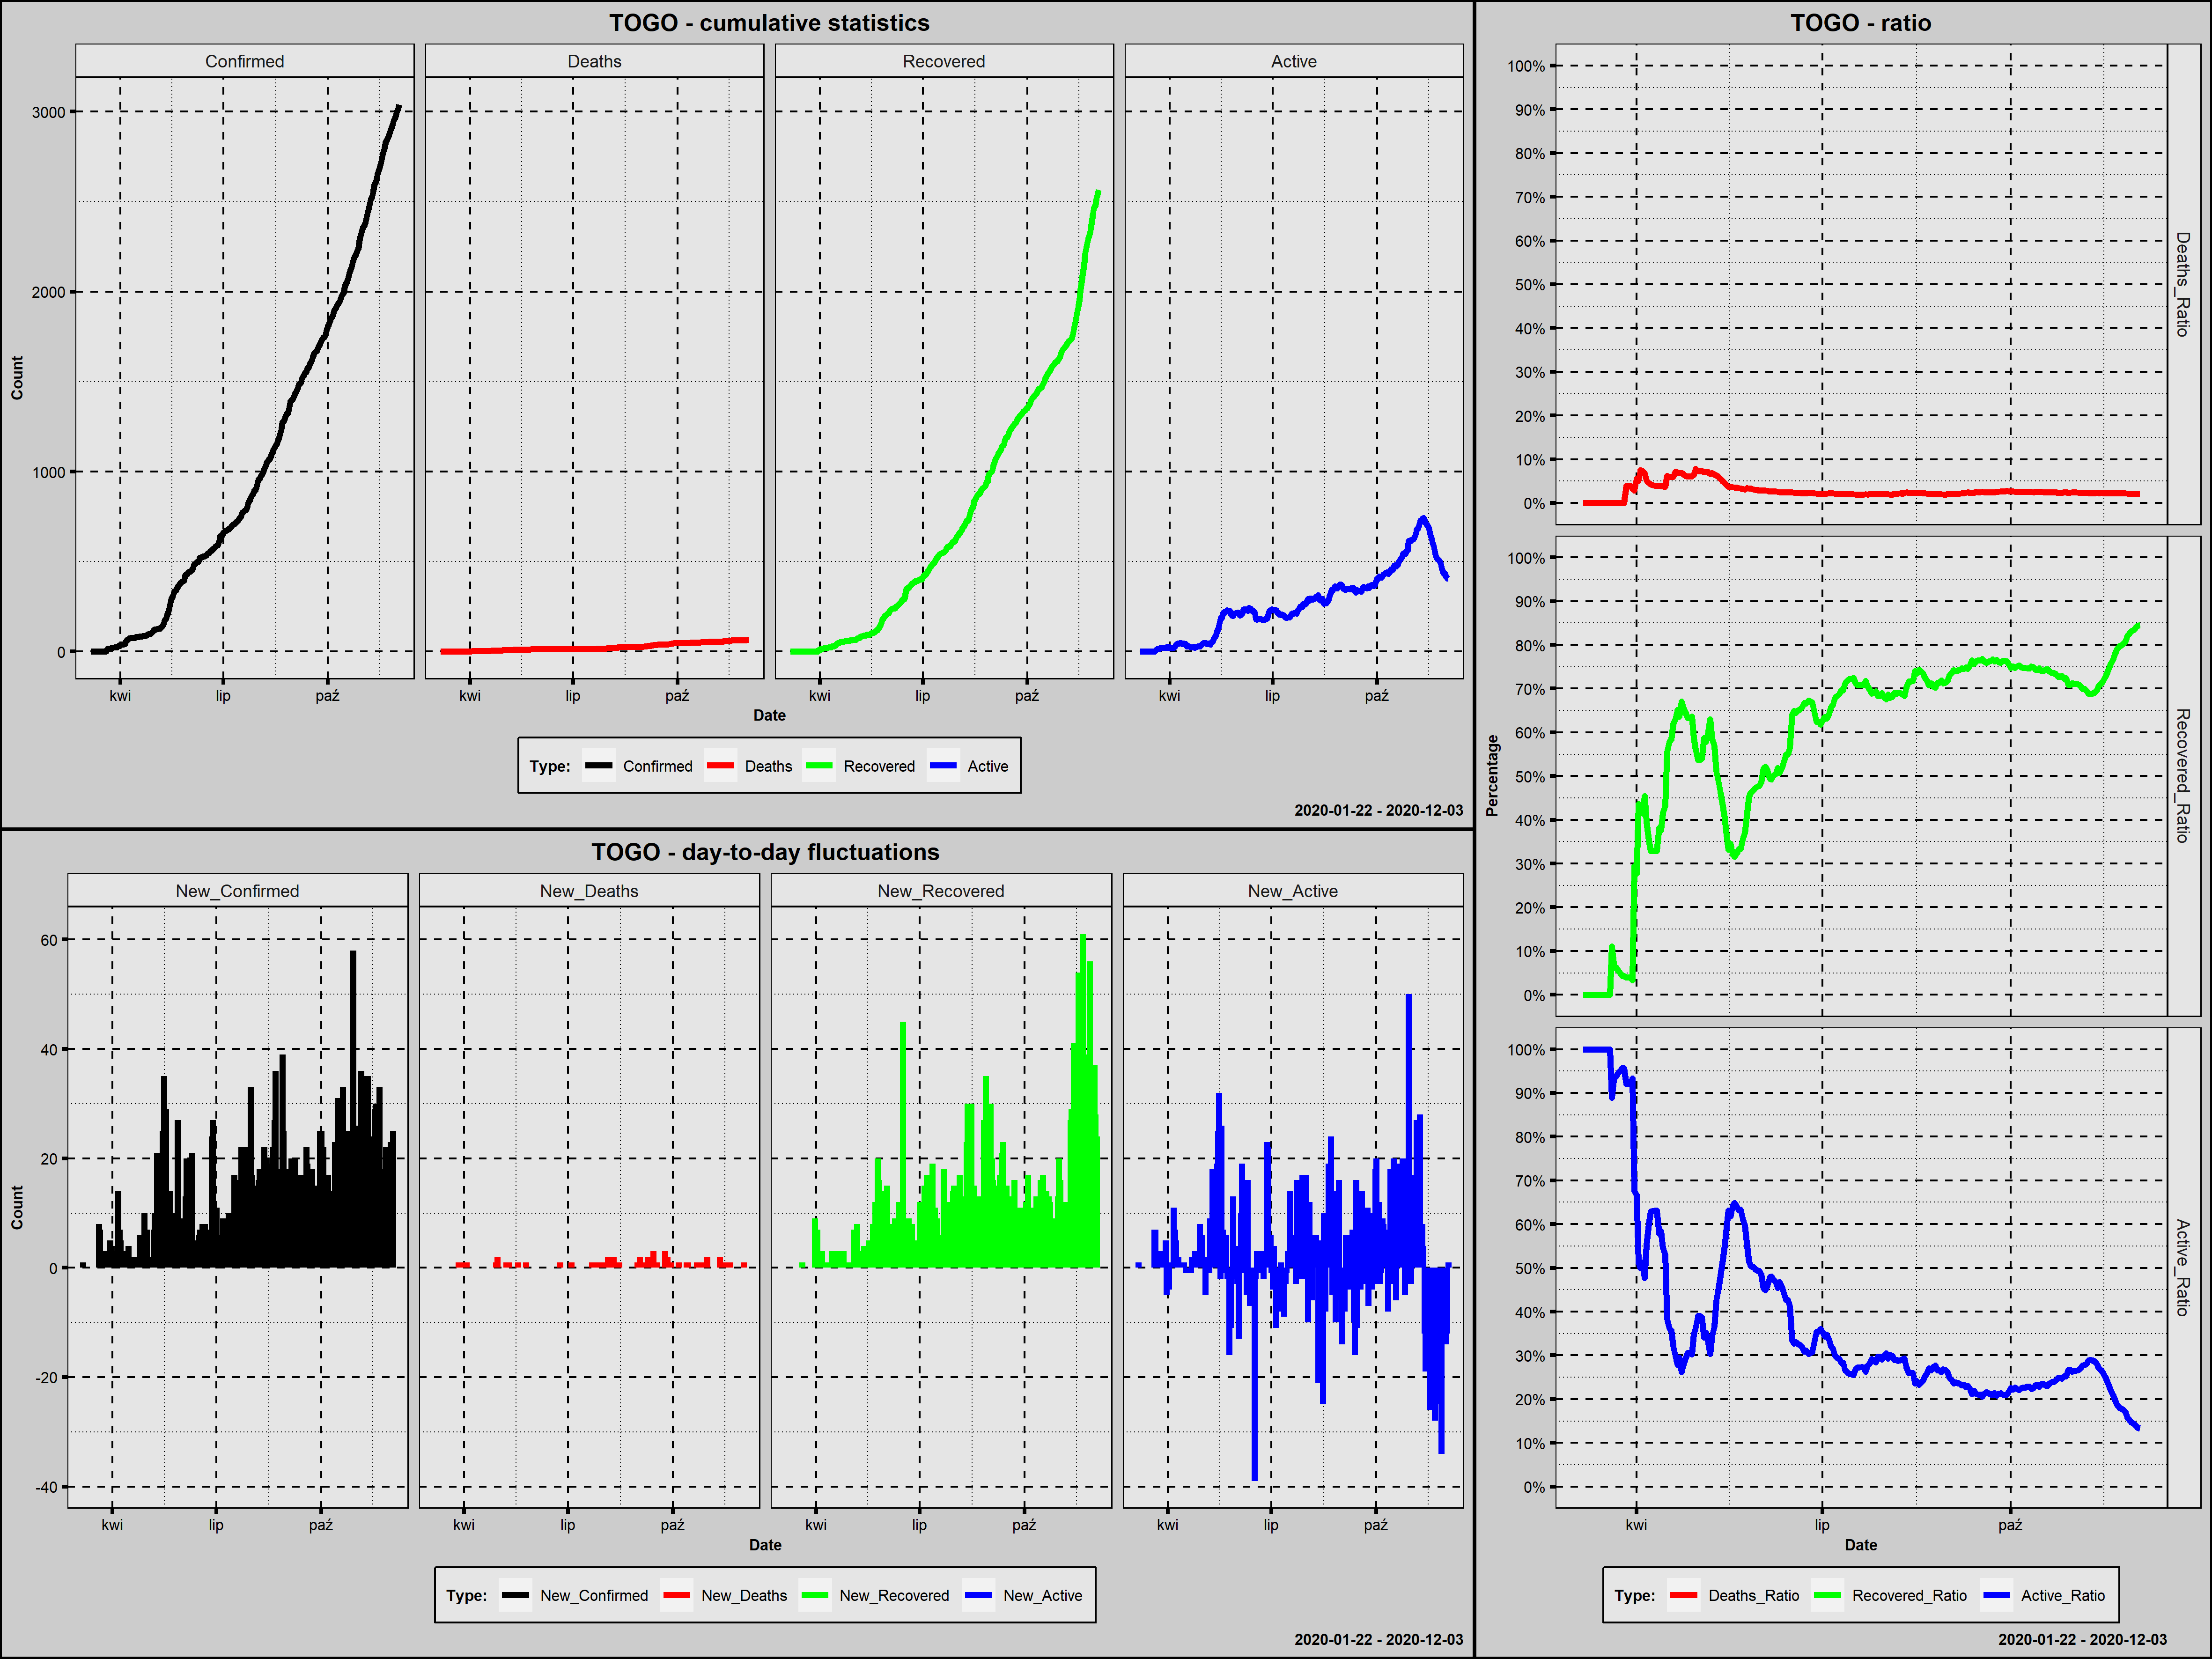 TOGO - cumulative statistics
Confirmed Deaths Recovered Active
Count
3000
2000
1000
0
kwi lip paź kwi lip paź kwi lip paź kwi lip paź
Date
Type: Confirmed Deaths Recovered Active
2020-01-22 - 2020-12-03
TOGO - day-to-day fluctuations
New_Confirmed New_Deaths New_Recovered New_Active
Count
60
40
20
0
-20
-40
kwi lip paź kwi lip paź kwi lip paź kwi lip paź
Date
Type: New_Confirmed New_Deaths New_Recovered New_Active
2020-01-22 - 2020-12-03
TOGO - ratio
Percentage
100%
90%
80%
70%
60%
50%
40%
30%
20%
10%
0%
Deaths_Ratio
100%
90%
80%
70%
60%
50%
40%
30%
20%
10%
0%
Recovered_Ratio
100%
90%
80%
70%
60%
50%
40%
30%
20%
10%
0%
Active_Ratio
kwi lip paź
Date
Type: Deaths_Ratio Recovered_Ratio Active_Ratio
2020-01-22 - 2020-12-03